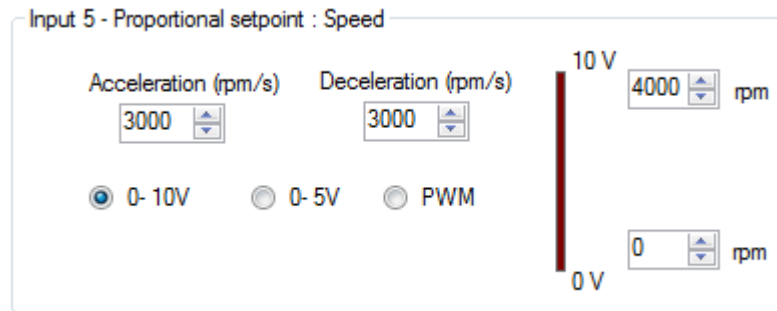 Input 5 - Proportional setpoint : Speed
Acceleration (rpm/s) Deceleration (rpm/s)
3000 3000
0- 10V 0- 5V PWM
10 V
4000 rpm
0 rpm
0 V